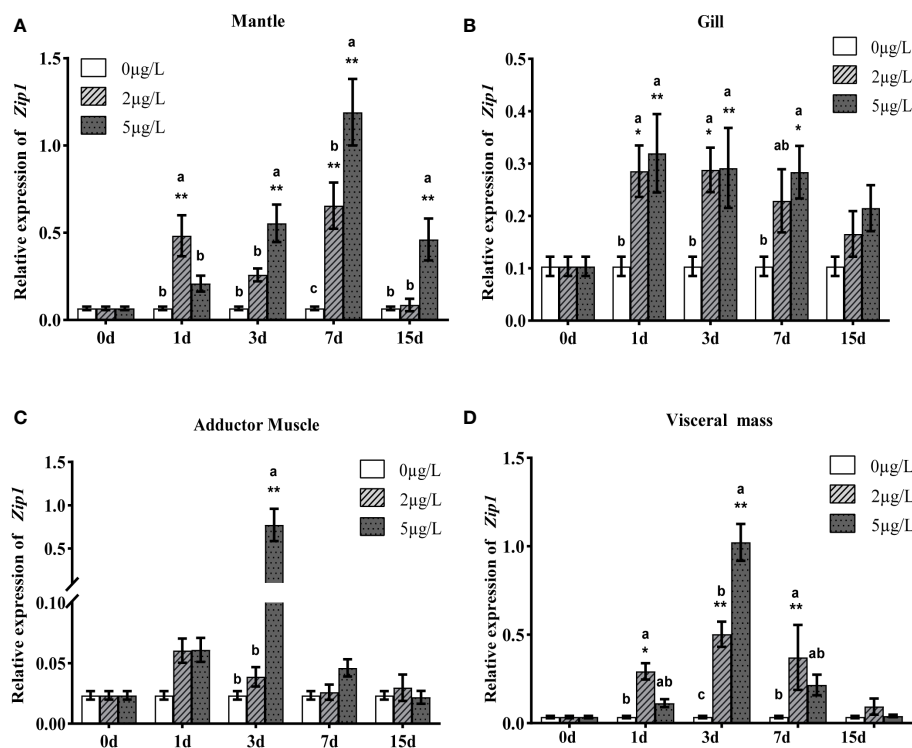 A
Mantle
Relative expression of Zip1
1.5
1.0
0.5
0.0
0µg/L
2µg/L
5µg/L
a
**
b
b
a
**
b
b
a
**
b
**
c
a
**
b
b
0d
1d
3d
7d
15d
B
Gill
Relative expression of Zip1
0.5
0.4
0.3
0.2
0.1
0.0
0µg/L
2µg/L
5µg/L
a
*
a
**
b
a
*
a
**
b
ab
a
*
b
0d
1d
3d
7d
15d
C
Adductor Muscle
Relative expression of Zip1
1.5
1.0
0.5
0.10
0.05
0.00
0µg/L
2µg/L
5µg/L
a
**
b
b
0d
1d
3d
7d
15d
D
Visceral mass
Relative expression of Zip1
1.5
1.0
0.5
0.0
0µg/L
2µg/L
5µg/L
a
*
ab
b
a
**
b
**
c
a
**
ab
b
0d
1d
3d
7d
15d